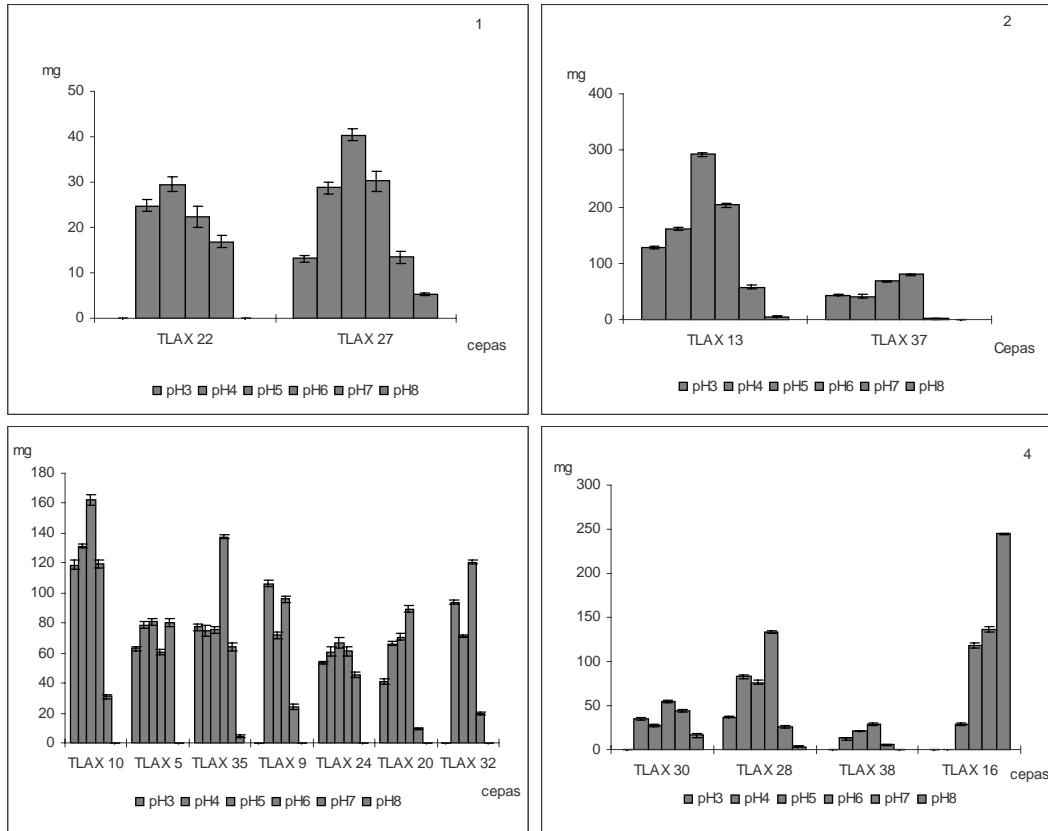 1
mg
50
40
30
20
10
0
TLAX 22 TLAX 27
cepas
pH3 pH4 pH5 pH6 pH7 pH8
2
mg
400
300
200
100
0
TLAX 13 TLAX 37
Cepas
pH3 pH4 pH5 pH6 pH7 pH8
mg
180
160
140
120
100
80
60
40
20
0
TLAX 10 TLAX 5 TLAX 35 TLAX 9 TLAX 24 TLAX 20 TLAX 32
cepas
pH3 pH4 pH5 pH6 pH7 pH8
4
mg
300
250
200
150
100
50
0
TLAX 30 TLAX 28 TLAX 38 TLAX 16
cepas
pH3 pH4 pH5 pH6 pH7 pH8